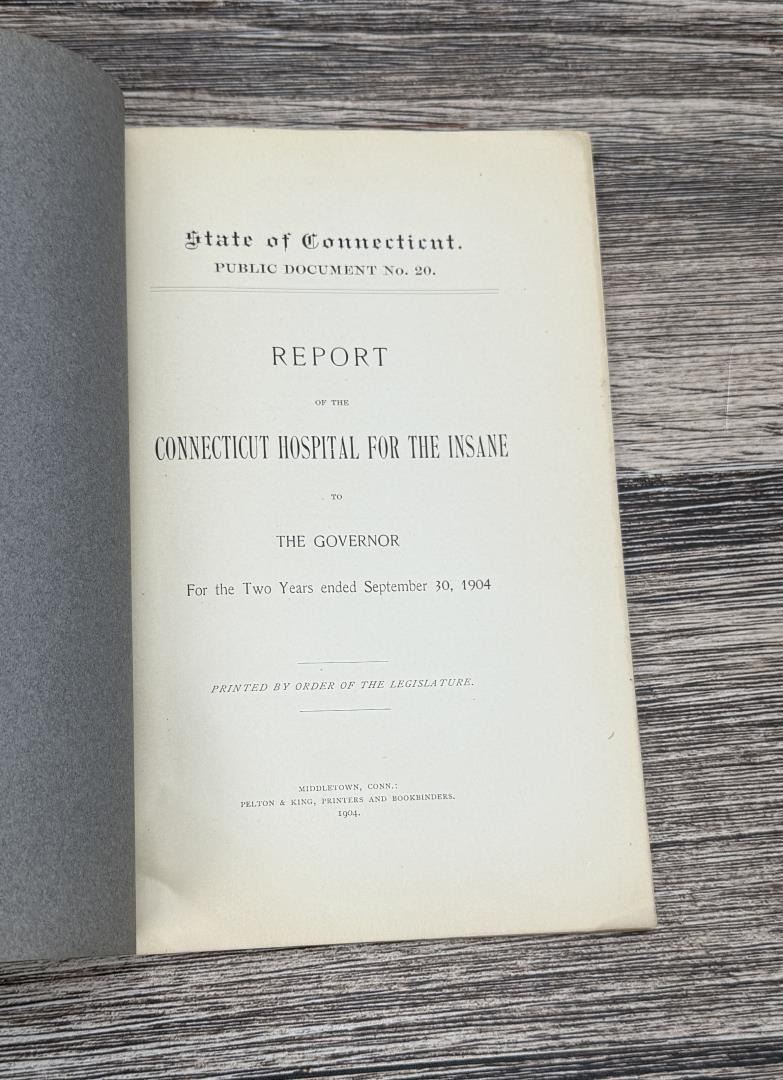 State of Connecticut.
PUBLIC DOCUMENT No. 20.
REPORT
OF THE
CONNECTICUT HOSPITAL FOR THE INSANE
TO
THE GOVERNOR
For the Two Years ended September 30, 1904
PRINTED BY ORDER OF THE LEGISLATURE.
MIDDLETOWN, CONN.:
PELTON & KING, PRINTERS AND BOOKBINDERS.
1904.